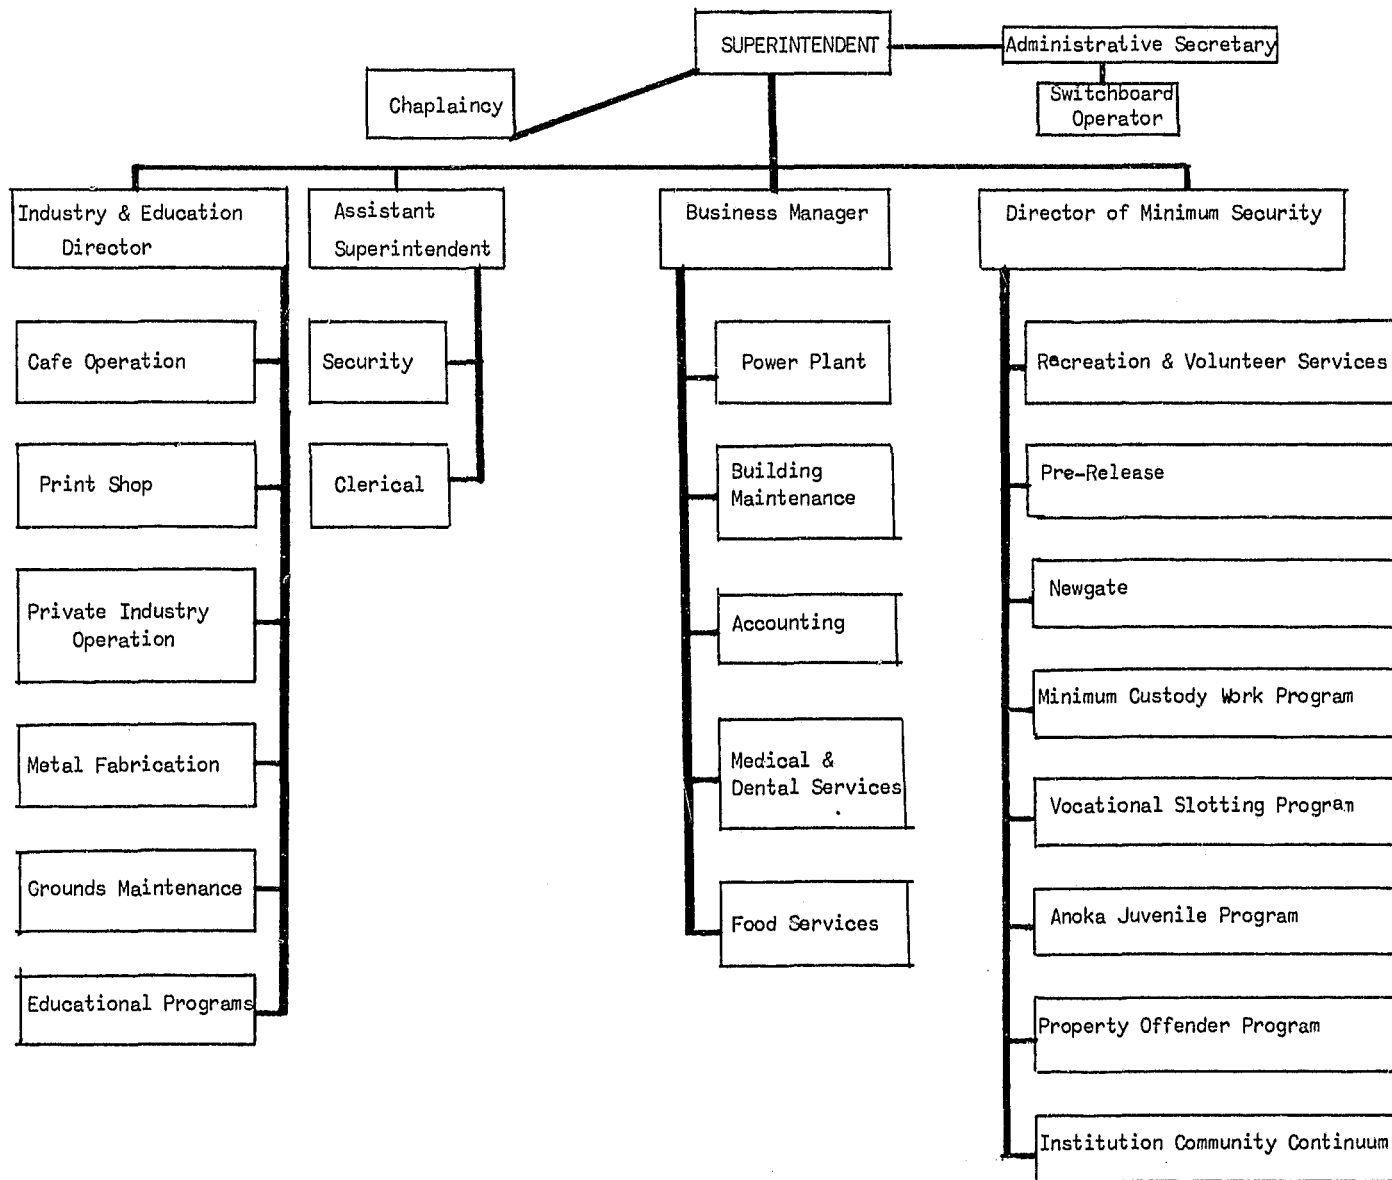 SUPERINTENDENT
Administrative Secretary
Switchboard
Operator
Chaplaincy
Industry & Education
Director
Cafe Operation
Print Shop
Private Industry
Operation
Metal Fabrication
Grounds Maintenance
Educational Programs
Assistant
Superintendent
Security
Clerical
Business Manager
Power Plant
Building
Maintenance
Accounting
Medical &
Dental Services
Food Services
Director of Minimum Security
Recreation & Volunteer Services
Pre-Release
Newgate
Minimum Custody Work Program
Vocational Slotting Program
Anoka Juvenile Program
Property Offender Program
Institution Community Continuum